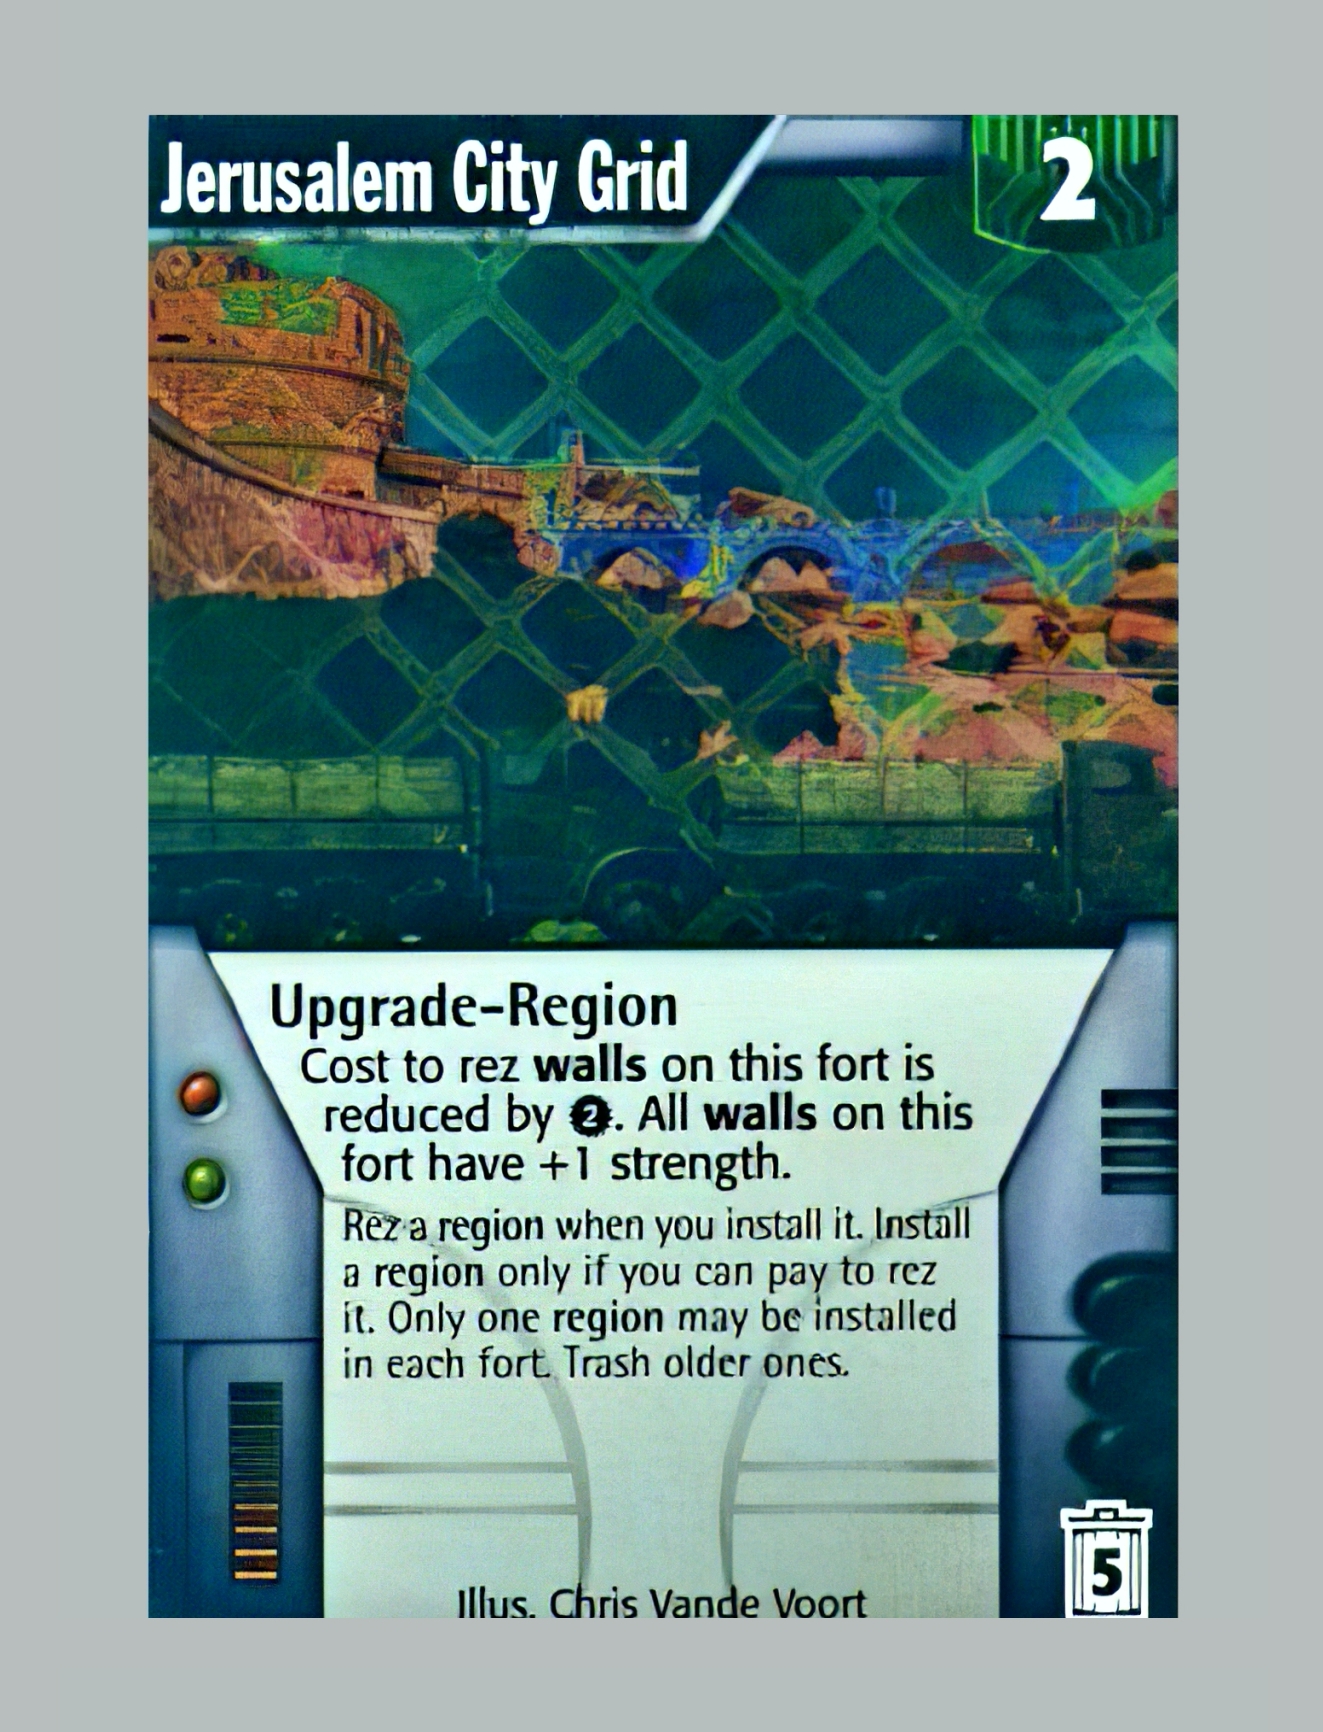 Jerusalem City Grid
2
Upgrade-Region
Cost to rez walls on this fort is
reduced by 2. All walls on this
fort have +1 strength.
Rez a region when you install it. Install
a region only if you can pay to rez
it. Only one region may be installed
in each fort. Trash older ones.
5
Illus. Chris Vande Voort